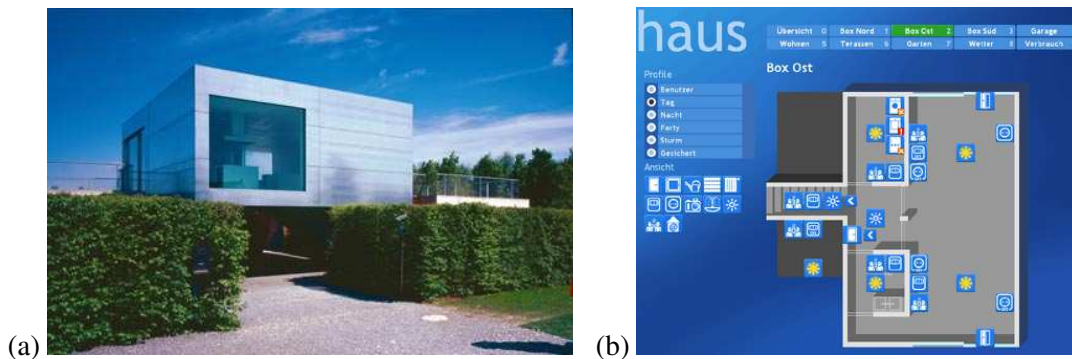 (a)
(b)
haus
Übersicht 0 Box Nord 1 Box Ost 2 Box Süd 3 Garage
Wohnen 5 Terassen 6 Garten 7 Wetter 8 Verbrauch
Box Ost
Profile
Benutzer
Tag
Nacht
Party
Sturm
Gesichert
Ansicht